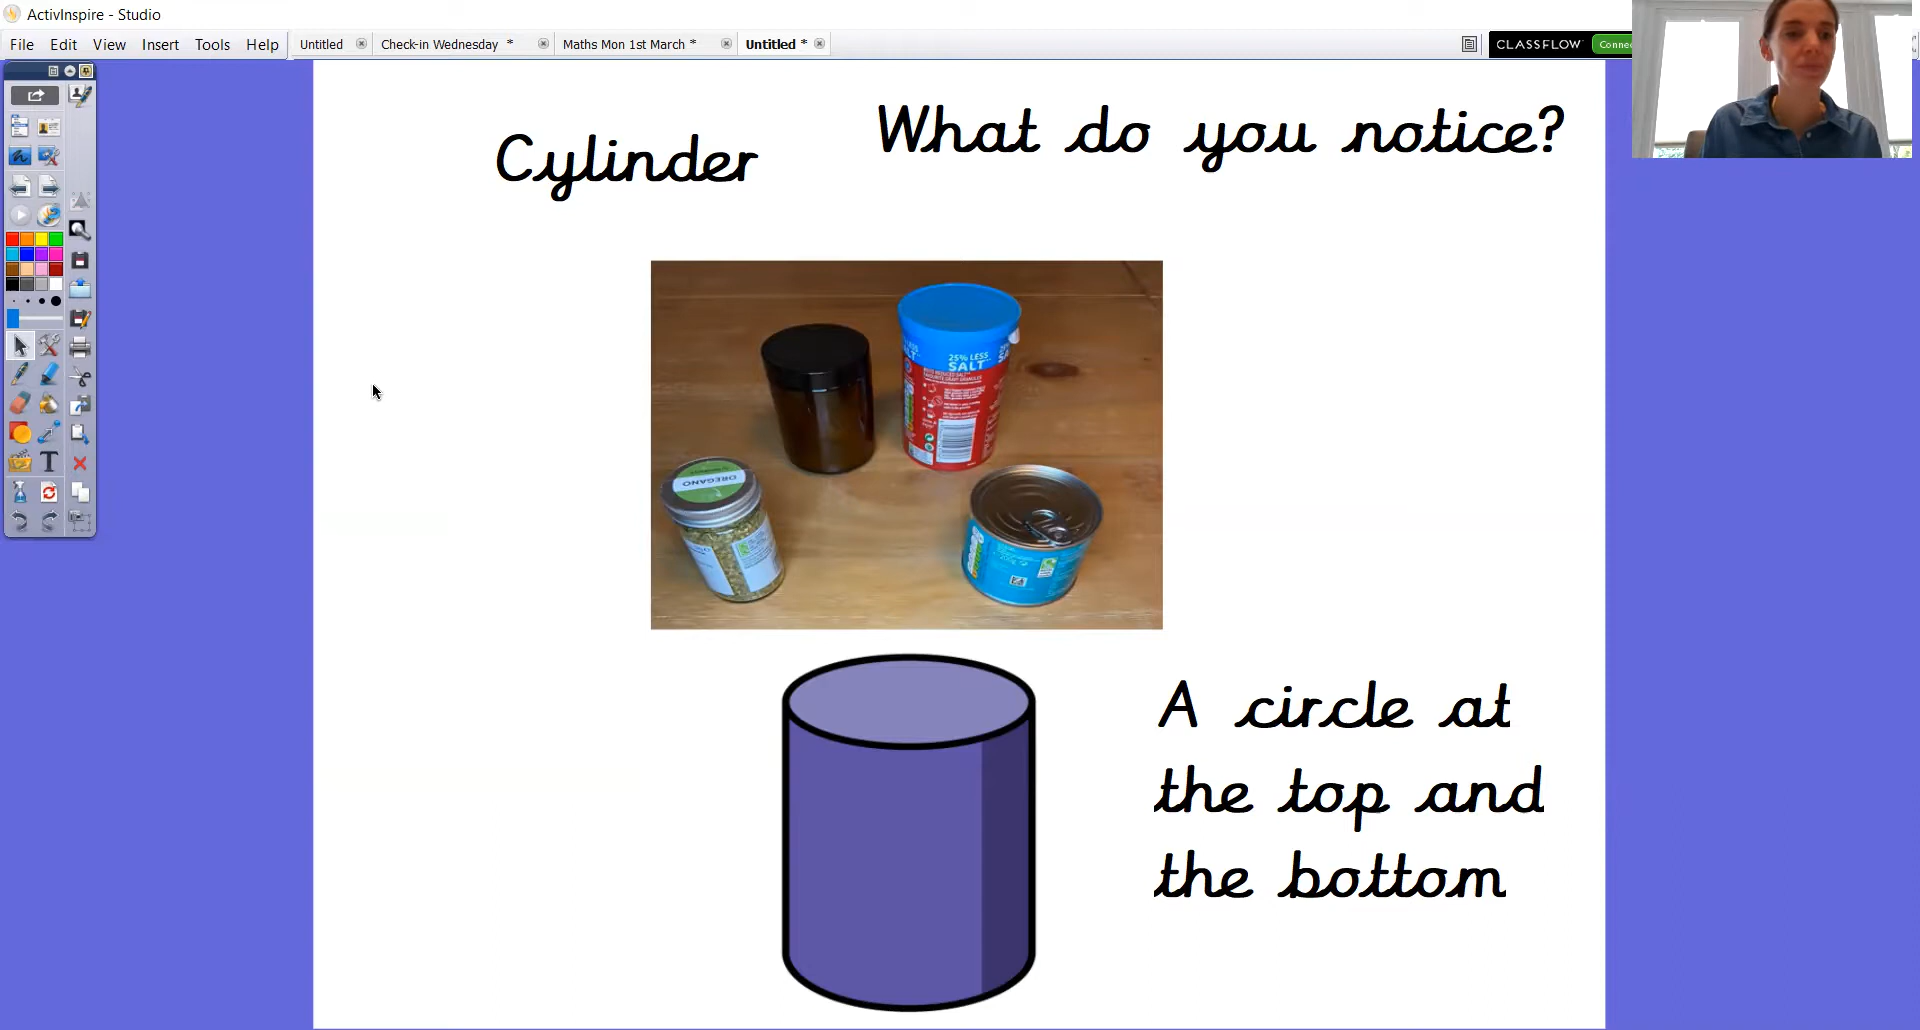 ActivInspire - Studio
File Edit View Insert Tools Help
Untitled
Check-in Wednesday *
Maths Mon 1st March *
Untitled *
CLASSFLOW
Cylinder
What do you notice?
25% LESS
SALT
OREGANO
A circle at
the top and
the bottom